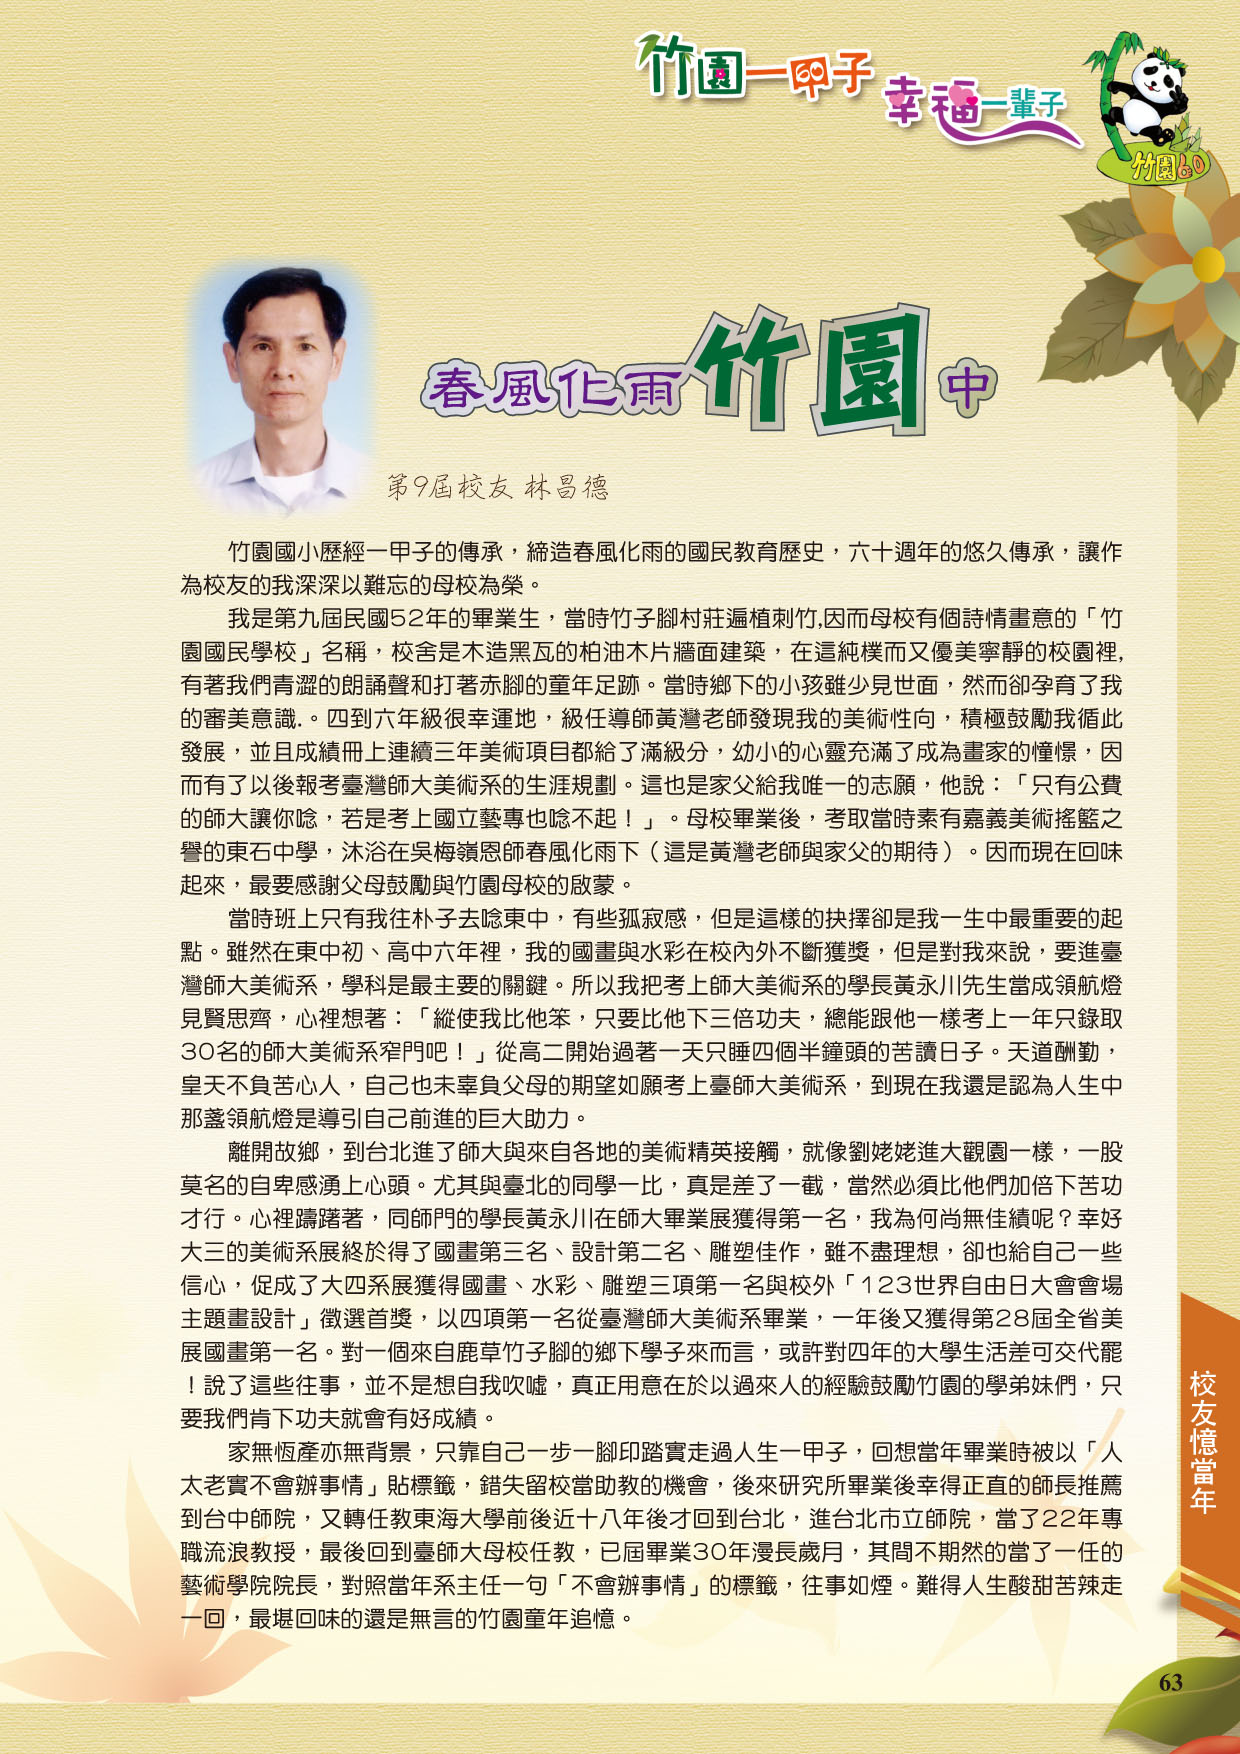 竹園一甲子
幸福一輩子
竹園60
春風化雨竹園中
第9屆校友 林昌德
竹園國小歷經一甲子的傳承，締造春風化雨的國民教育歷史，六十週年的悠久傳承，讓作
為校友的我深深以難忘的母校為榮。
我是第九屆民國52年的畢業生，當時竹子腳村莊遍植刺竹,因而母校有個詩情畫意的「竹
園國民學校」名稱，校舍是木造黑瓦的柏油木片牆面建築，在這純樸而又優美寧靜的校園裡,
有著我們青澀的朗誦聲和打著赤腳的童年足跡。當時鄉下的小孩雖少見世面，然而卻孕育了我
的審美意識.。四到六年級很幸運地，級任導師黃灣老師發現我的美術性向，積極鼓勵我循此
發展，並且成績冊上連續三年美術項目都給了滿級分，幼小的心靈充滿了成為畫家的憧憬，因
而有了以後報考臺灣師大美術系的生涯規劃。這也是家父給我唯一的志願，他說：「只有公費
的師大讓你唸，若是考上國立藝專也唸不起！」。母校畢業後，考取當時素有嘉義美術搖籃之
譽的東石中學，沐浴在吳梅嶺恩師春風化雨下（這是黃灣老師與家父的期待）。因而現在回味
起來，最要感謝父母鼓勵與竹園母校的啟蒙。
當時班上只有我往朴子去唸東中，有些孤寂感，但是這樣的抉擇卻是我一生中最重要的起
點。雖然在東中初、高中六年裡，我的國畫與水彩在校內外不斷獲獎，但是對我來說，要進臺
灣師大美術系，學科是最主要的關鍵。所以我把考上師大美術系的學長黃永川先生當成領航燈
見賢思齊，心裡想著：「縱使我比他笨，只要比他下三倍功夫，總能跟他一樣考上一年只錄取
30名的師大美術系窄門吧！」從高二開始過著一天只睡四個半鐘頭的苦讀日子。天道酬勤，
皇天不負苦心人，自己也未辜負父母的期望如願考上臺師大美術系，到現在我還是認為人生中
那盞領航燈是導引自己前進的巨大助力。
離開故鄉，到台北進了師大與來自各地的美術精英接觸，就像劉姥姥進大觀園一樣，一股
莫名的自卑感湧上心頭。尤其與臺北的同學一比，真是差了一截，當然必須比他們加倍下苦功
才行。心裡躊躇著，同師門的學長黃永川在師大畢業展獲得第一名，我為何尚無佳績呢？幸好
大三的美術系展終於得了國畫第三名、設計第二名、雕塑佳作，雖不盡理想，卻也給自己一些
信心，促成了大四系展獲得國畫、水彩、雕塑三項第一名與校外「123世界自由日大會會場
主題畫設計」徵選首獎，以四項第一名從臺灣師大美術系畢業，一年後又獲得第28屆全省美
展國畫第一名。對一個來自鹿草竹子腳的鄉下學子來而言，或許對四年的大學生活差可交代罷
！說了這些往事，並不是想自我吹噓，真正用意在於以過來人的經驗鼓勵竹園的學弟妹們，只
要我們肯下功夫就會有好成績。
家無恆產亦無背景，只靠自己一步一腳印踏實走過人生一甲子，回想當年畢業時被以「人
太老實不會辦事情」貼標籤，錯失留校當助教的機會，後來研究所畢業後幸得正直的師長推薦
到台中師院，又轉任教東海大學前後近十八年後才回到台北，進台北市立師院，當了22年專
職流浪教授，最後回到臺師大母校任教，已屆畢業30年漫長歲月，其間不期然的當了一任的
藝術學院院長，對照當年系主任一句「不會辦事情」的標籤，往事如煙。難得人生酸甜苦辣走
一回，最堪回味的還是無言的竹園童年追憶。
校友憶當年
63